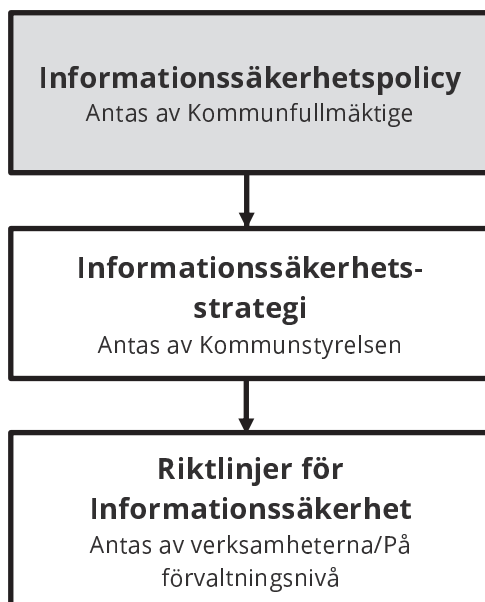 Informationssäkerhetspolicy
Antas av Kommunfullmäktige
Informationssäkerhets-
strategi
Antas av Kommunstyrelsen
Riktlinjer för
Informationssäkerhet
Antas av verksamheterna/På
förvaltningsnivå